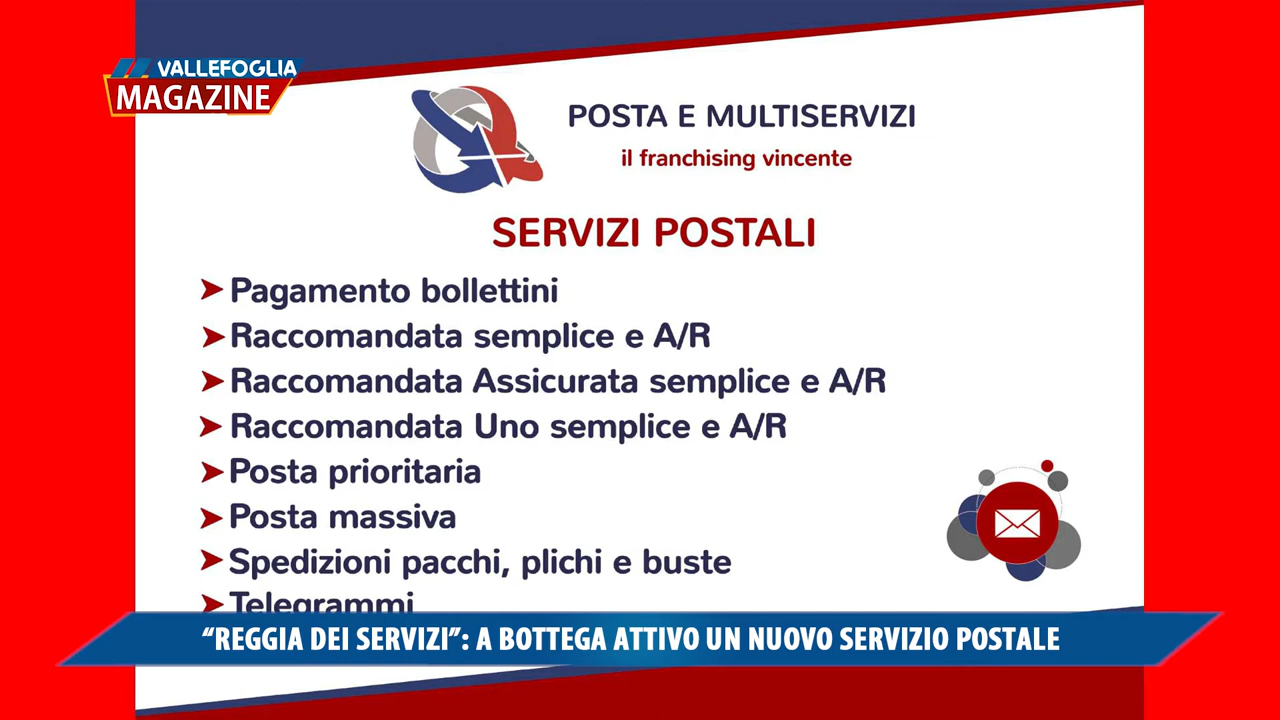 VALLEFOGLIA
MAGAZINE
POSTA E MULTISERVIZI
il franchising vincente
SERVIZI POSTALI
Pagamento bollettini
Raccomandata semplice e A/R
Raccomandata Assicurata semplice e A/R
Raccomandata Uno semplice e A/R
Posta prioritaria
Posta massiva
Spedizioni pacchi, plichi e buste
Telegrammi
“REGGIA DEI SERVIZI”: A BOTTEGA ATTIVO UN NUOVO SERVIZIO POSTALE